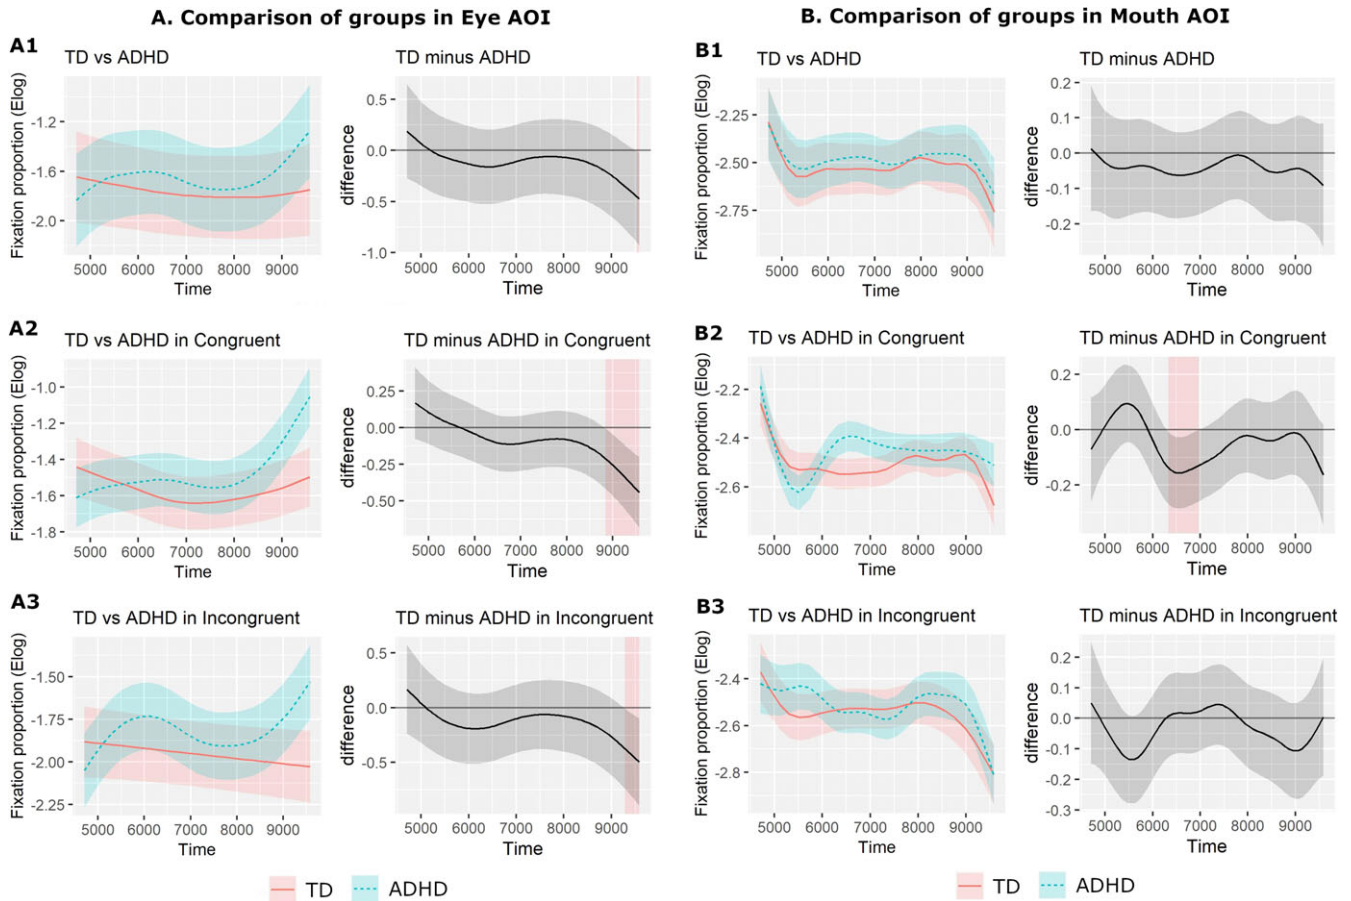 A. Comparison of groups in Eye AOI
A1
TD vs ADHD
Fixation proportion (Elog)
-1.2
-1.6
-2.0
5000 6000 7000 8000 9000
Time
TD minus ADHD
difference
0.5
0.0
-0.5
-1.0
5000 6000 7000 8000 9000
Time
A2
TD vs ADHD in Congruent
Fixation proportion (Elog)
-1.0
-1.2
-1.4
-1.6
-1.8
5000 6000 7000 8000 9000
Time
TD minus ADHD in Congruent
difference
0.25
0.00
-0.25
-0.50
5000 6000 7000 8000 9000
Time
A3
TD vs ADHD in Incongruent
Fixation proportion (Elog)
-1.50
-1.75
-2.00
-2.25
5000 6000 7000 8000 9000
Time
TD minus ADHD in Incongruent
difference
0.5
0.0
-0.5
5000 6000 7000 8000 9000
Time
TD ADHD
B. Comparison of groups in Mouth AOI
B1
TD vs ADHD
Fixation proportion (Elog)
-2.25
-2.50
-2.75
5000 6000 7000 8000 9000
Time
TD minus ADHD
difference
0.2
0.1
0.0
-0.1
-0.2
5000 6000 7000 8000 9000
Time
B2
TD vs ADHD in Congruent
Fixation proportion (Elog)
-2.2
-2.4
-2.6
5000 6000 7000 8000 9000
Time
TD minus ADHD in Congruent
difference
0.2
0.0
-0.2
5000 6000 7000 8000 9000
Time
B3
TD vs ADHD in Incongruent
Fixation proportion (Elog)
-2.4
-2.6
-2.8
5000 6000 7000 8000 9000
Time
TD minus ADHD in Incongruent
difference
0.2
0.1
0.0
-0.1
-0.2
-0.3
5000 6000 7000 8000 9000
Time
TD ADHD